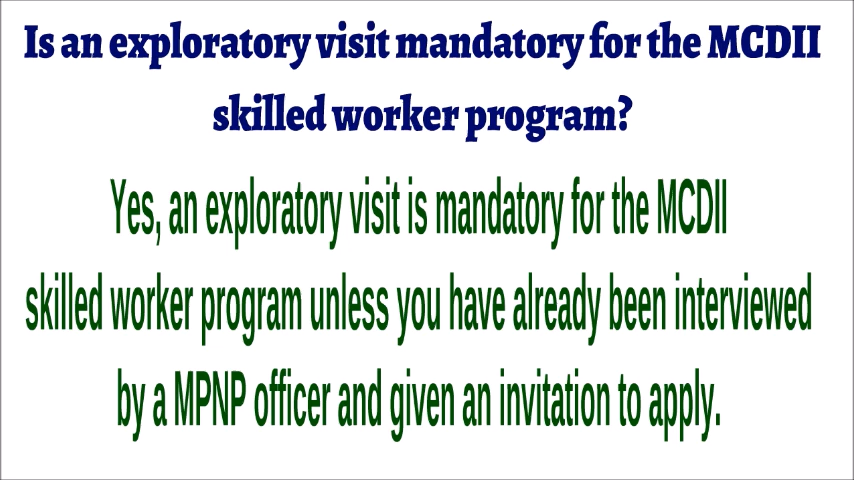 Is an exploratory visit mandatory for the MCDII
skilled worker program?
Yes, an exploratory visit is mandatory for the MCDII
skilled worker program unless you have already been interviewed
by a MPNP officer and given an invitation to apply.